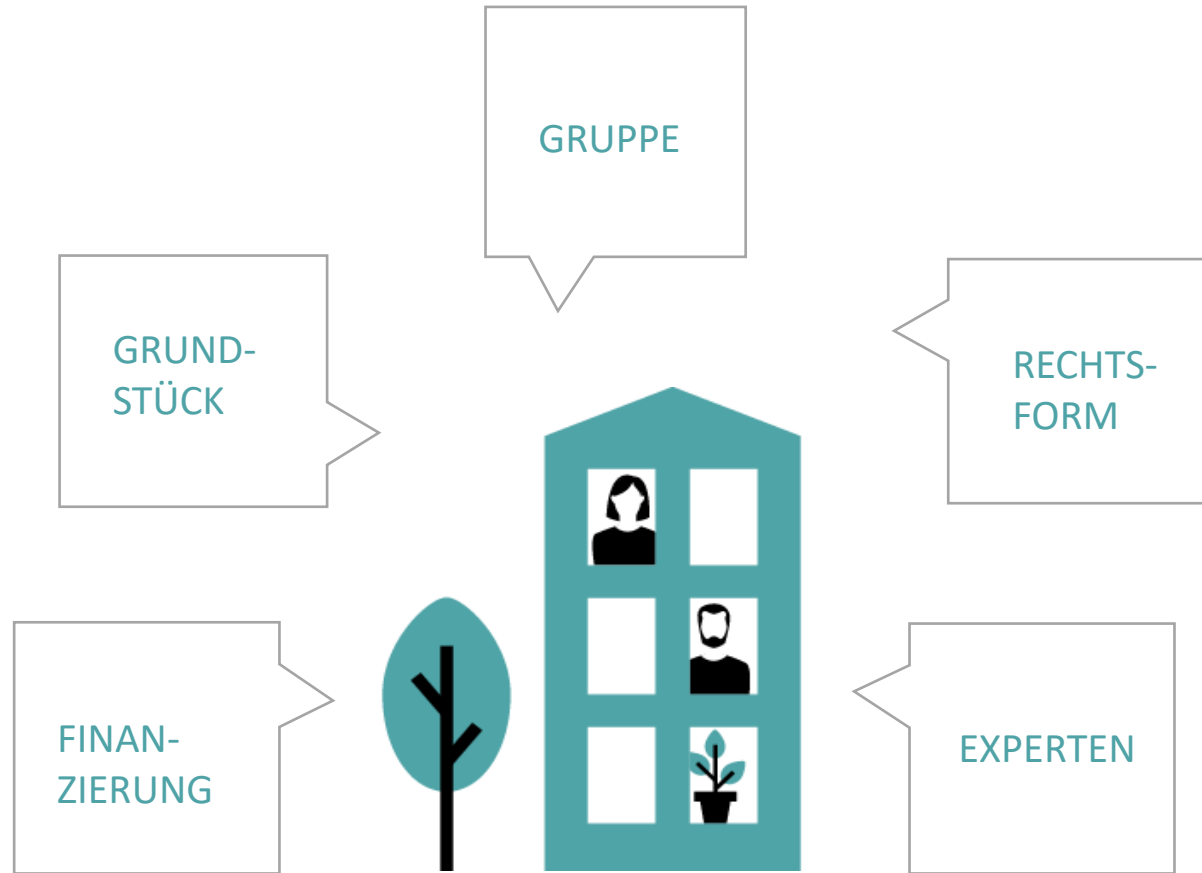 GRUPPE
GRUND-
STÜCK
RECHTS-
FORM
FINAN-
ZIERUNG
EXPERTEN